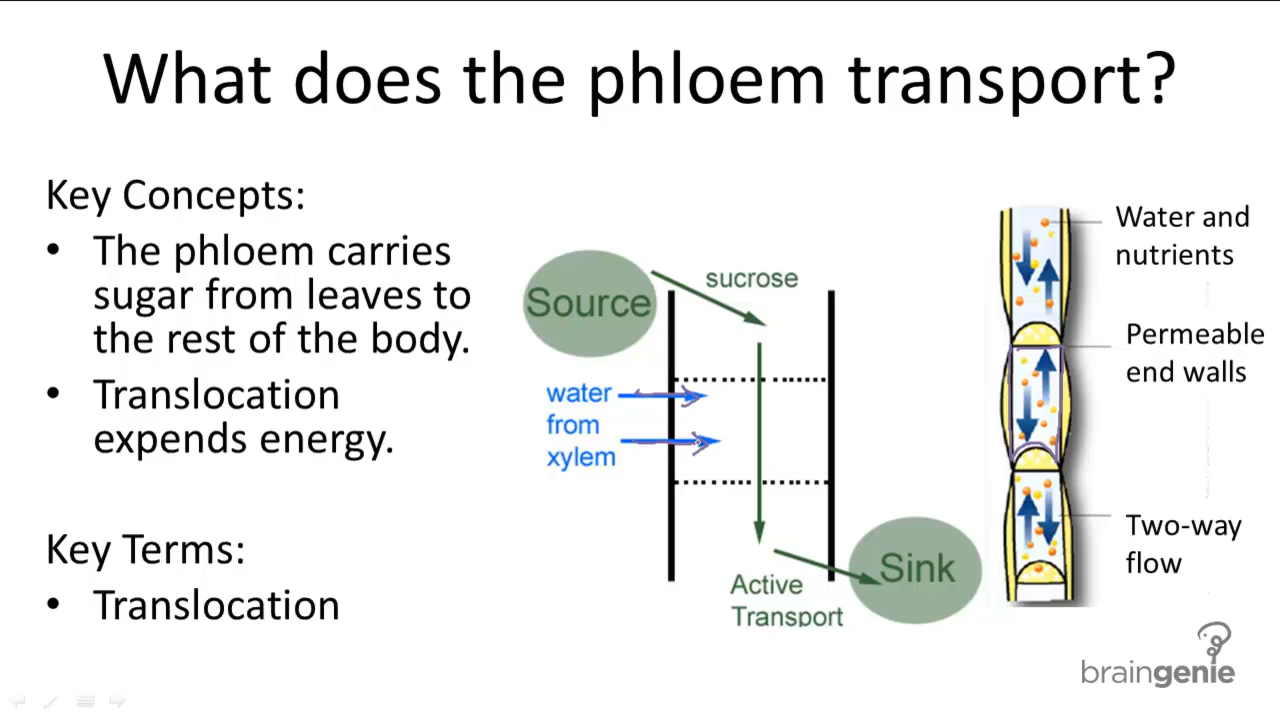 What does the phloem transport?
Key Concepts:
• The phloem carries
sugar from leaves to
the rest of the body.
• Translocation
expends energy.
Key Terms:
• Translocation
Source
sucrose
water
from
xylem
Active
Transport
Sink
Water and
nutrients
Permeable
end walls
Two-way
flow
braingenie